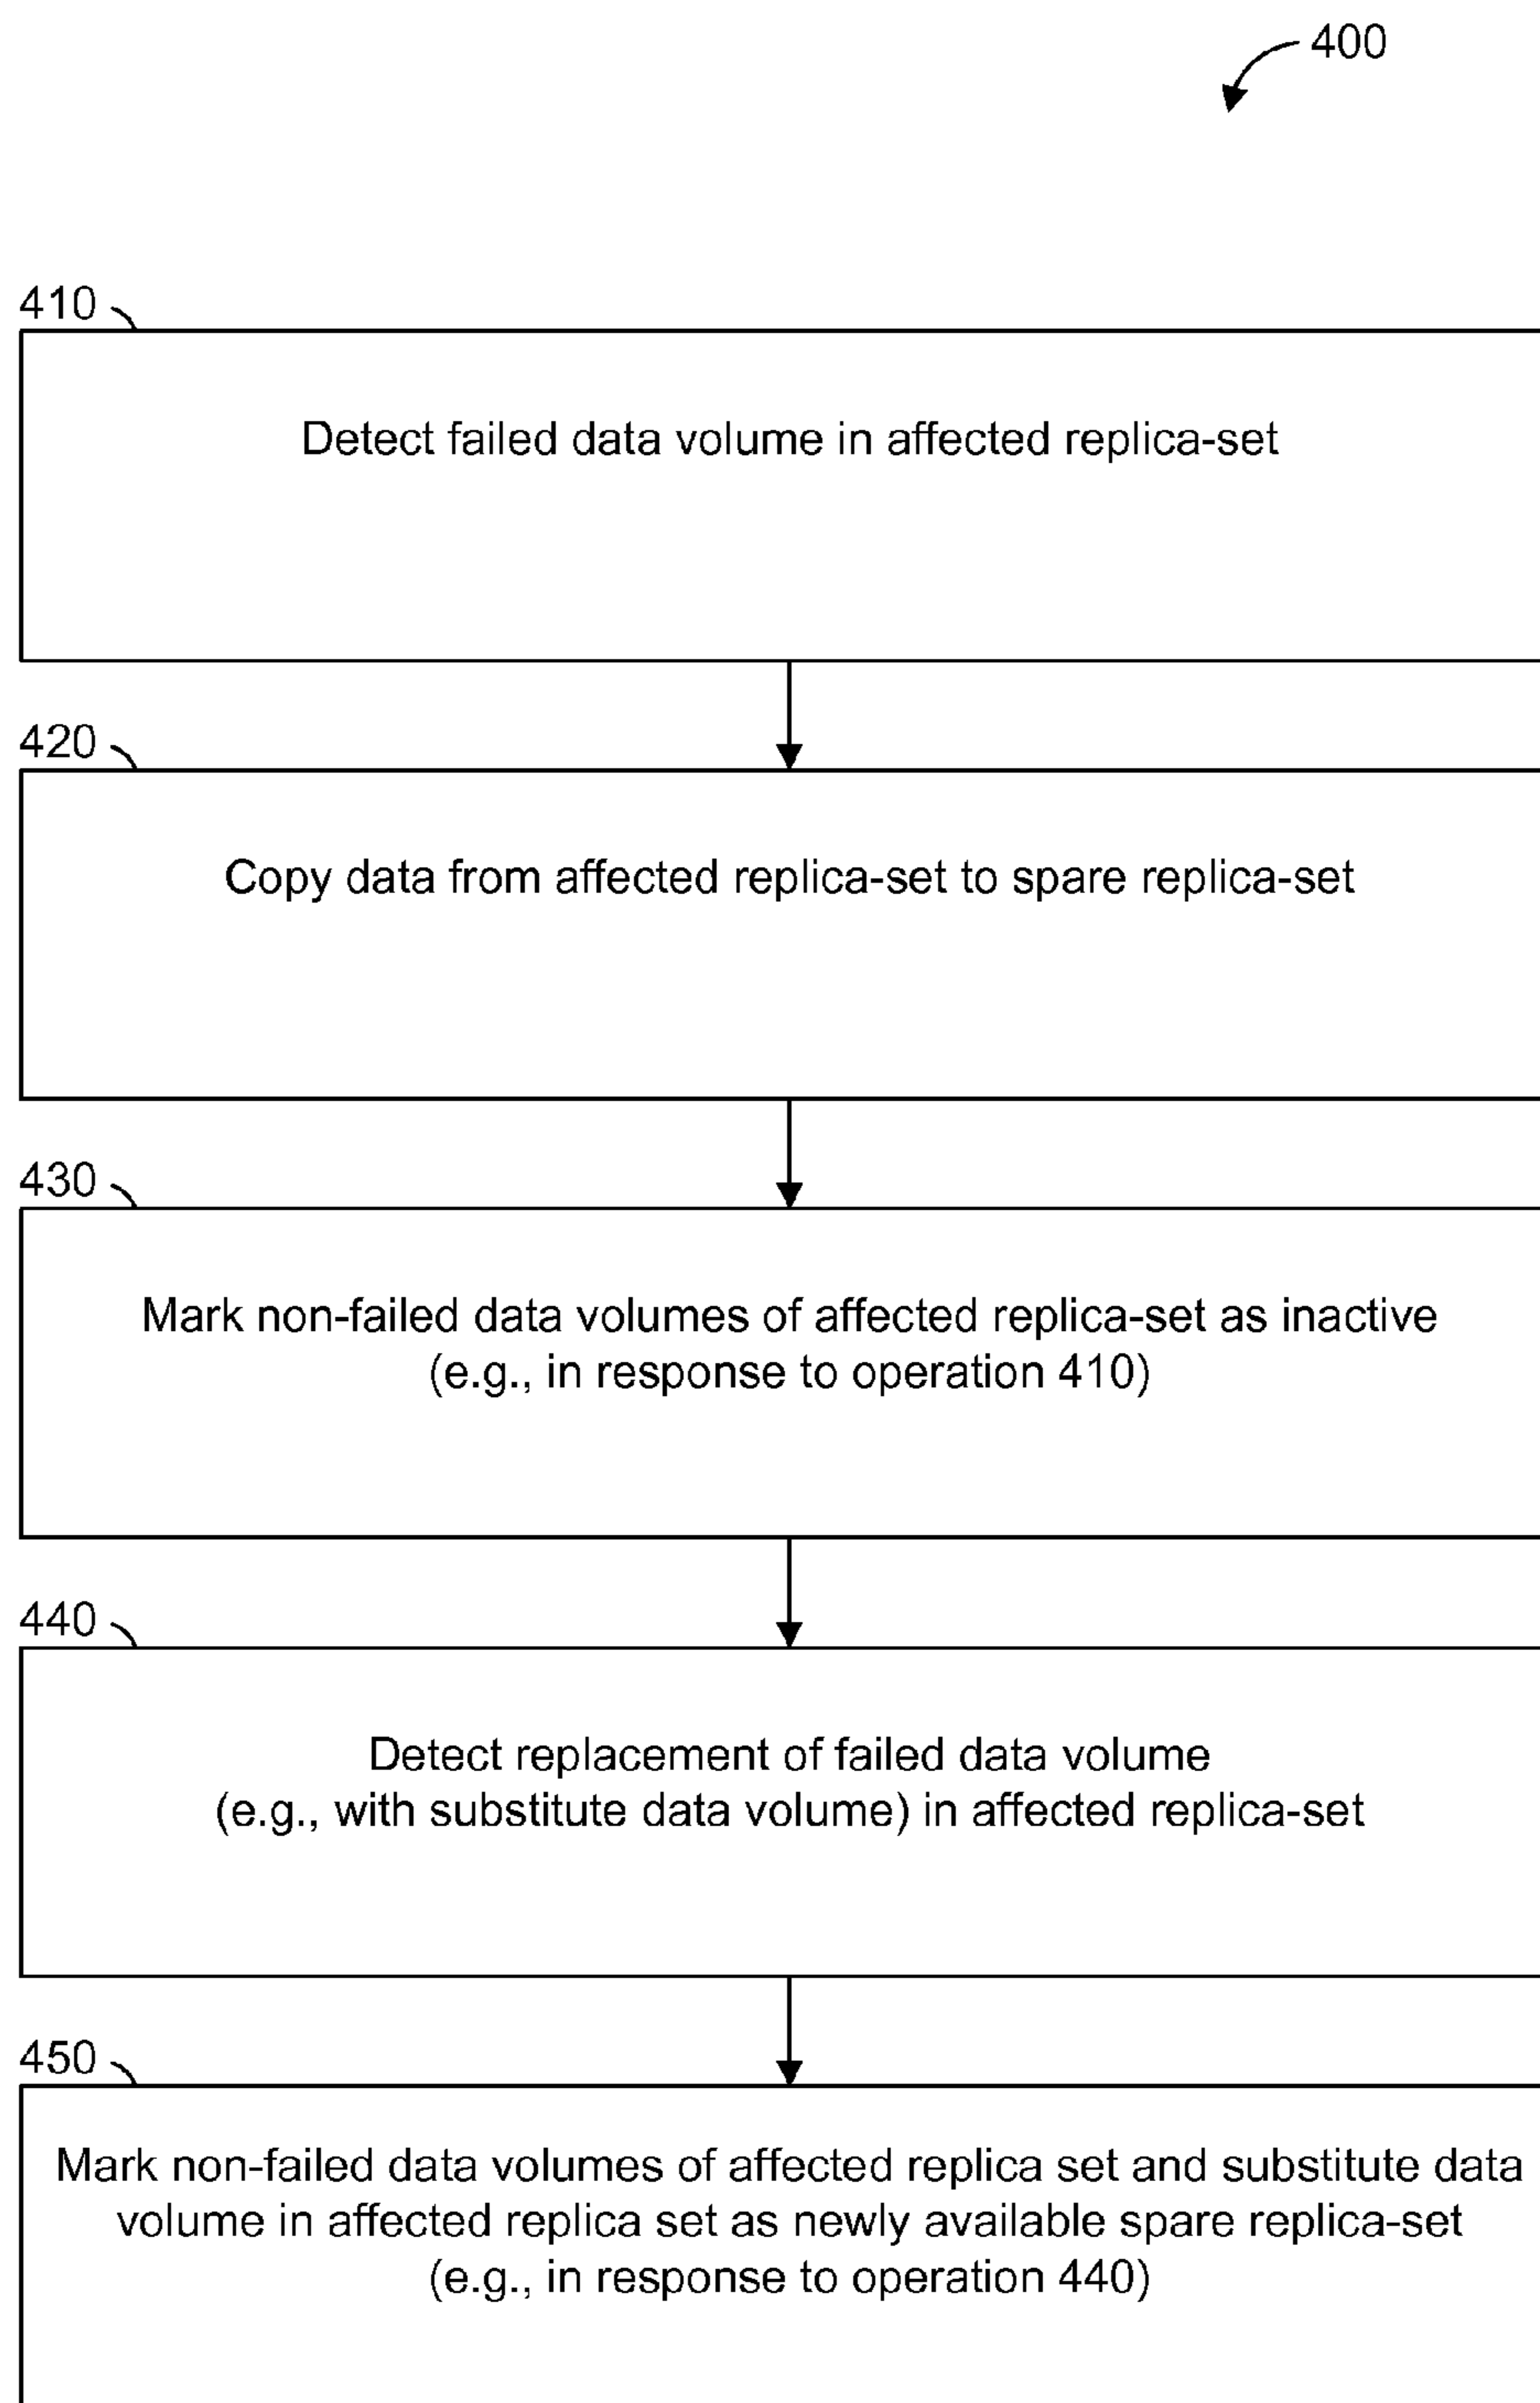 400
410
Detect failed data volume in affected replica-set
420
Copy data from affected replica-set to spare replica-set
430
Mark non-failed data volumes of affected replica-set as inactive
(e.g., in response to operation 410)
440
Detect replacement of failed data volume
(e.g., with substitute data volume) in affected replica-set
450
Mark non-failed data volumes of affected replica set and substitute data
volume in affected replica set as newly available spare replica-set
(e.g., in response to operation 440)